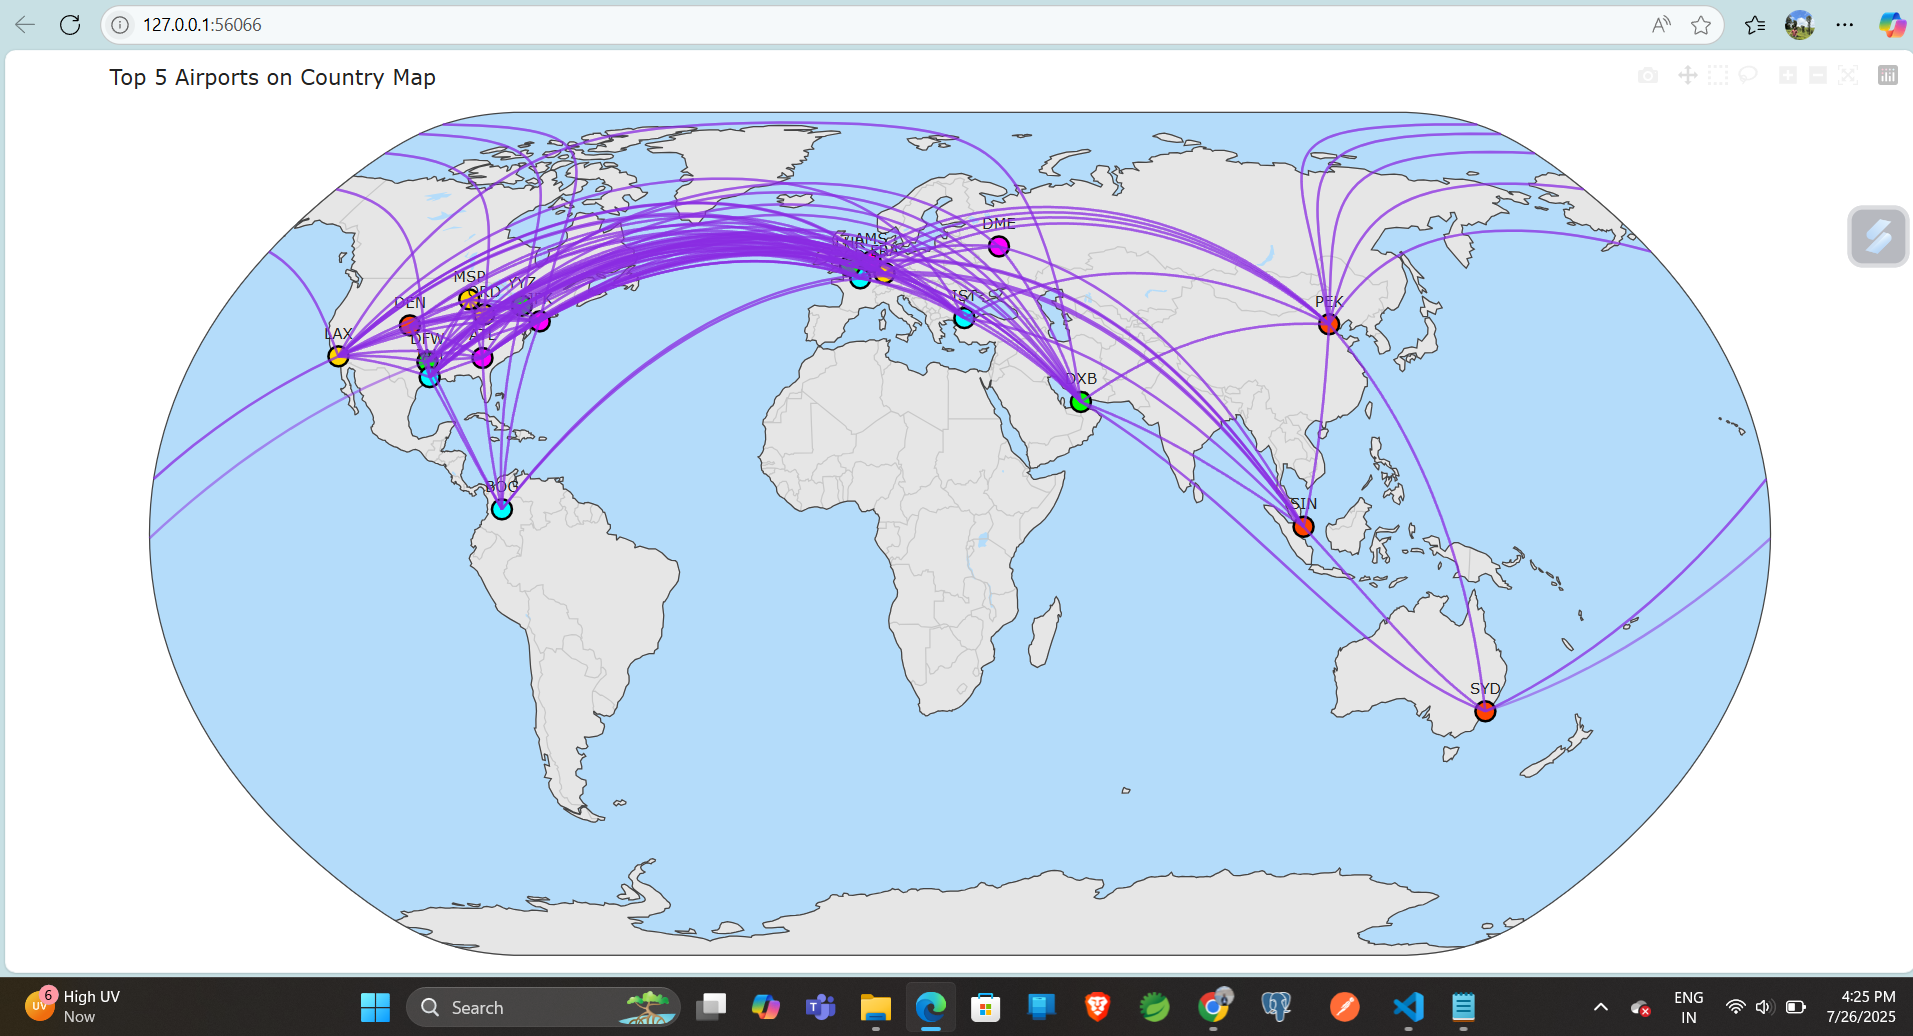 127.0.0.1:56066
Top 5 Airports on Country Map
DME
AMS
MSP
ORD
YYZ
DEN
IST
PEK
LAX
DFW
DXB
BOG
SIN
SYD
6
UV
High UV
Now
Search
ENG
IN
4:25 PM
7/26/2025